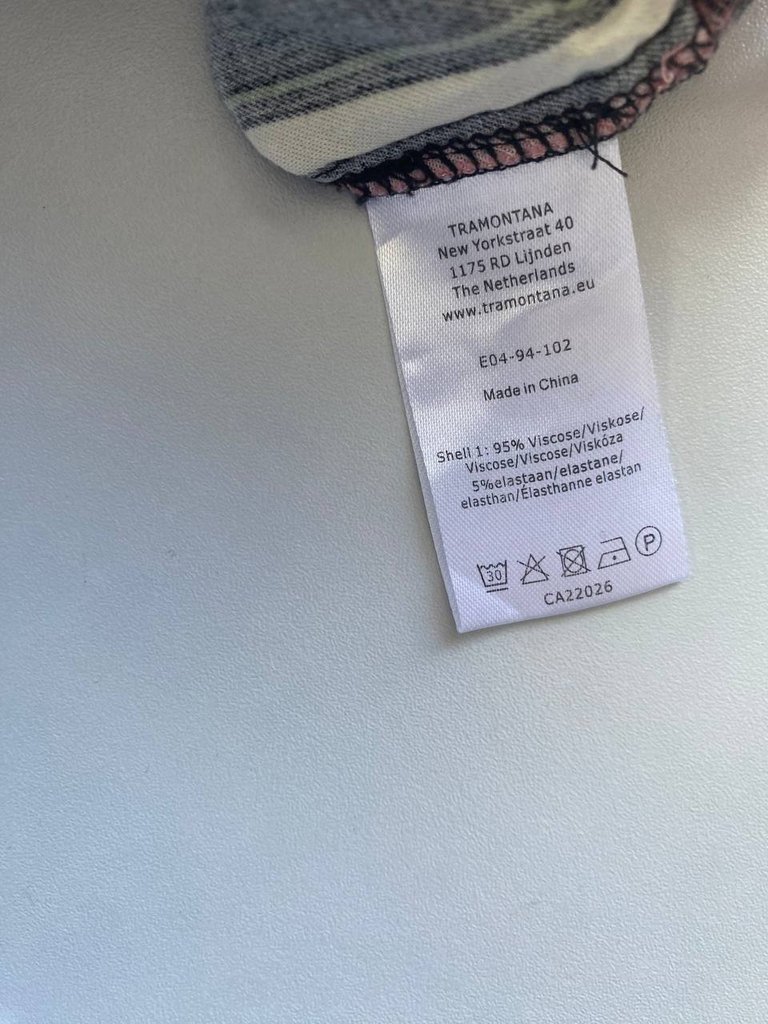 TRAMONTANA
New Yorkstraat 40
1175 RD Lijnden
The Netherlands
www.tramontana.eu
E04-94-102
Made in China
Shell 1: 95% Viscose/Viskose/
Viscose/Viscose/Viskóza
5%elastaan/elastane/
elasthan/Élasthanne elastan
30 P
CA22026